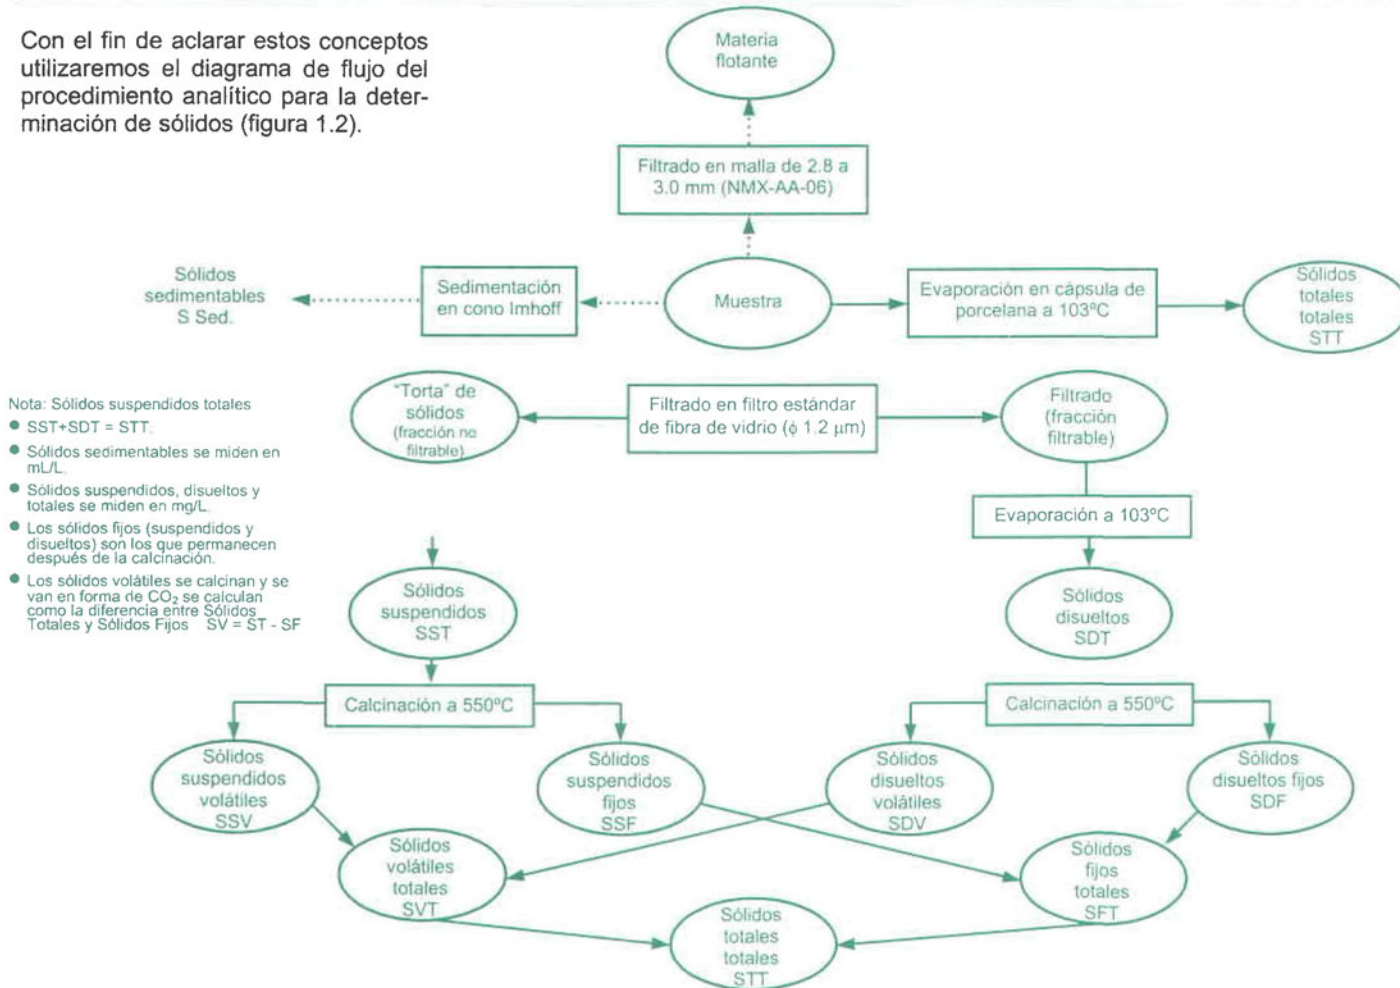 Con el fin de aclarar estos conceptos
utilizaremos el diagrama de flujo del
procedimiento analítico para la deter-
minación de sólidos (figura 1.2).
Materia
flotante
Filtrado en malla de 2.8 a
3.0 mm (NMX-AA-06)
Sólidos
sedimentables
S Sed.
Sedimentación
en cono Imhoff
Muestra
Evaporación en cápsula de
porcelana a 103ºC
Sólidos
totales
totales
STT
"Torta" de
sólidos
(fracción no
filtrable)
Filtrado en filtro estándar
de fibra de vidrio (ϕ 1.2 μm)
Filtrado
(fracción
filtrable)
Nota: Sólidos suspendidos totales
● SST+SDT = STT.
● Sólidos sedimentables se miden en
mL/L.
● Sólidos suspendidos, disueltos y
totales se miden en mg/L.
● Los sólidos fijos (suspendidos y
disueltos) son los que permanecen
después de la calcinación.
● Los sólidos volátiles se calcinan y se
van en forma de CO₂ se calculan
como la diferencia entre Sólidos
Totales y Sólidos Fijos SV = ST - SF
Evaporación a 103ºC
Sólidos
suspendidos
SST
Sólidos
disueltos
SDT
Calcinación a 550ºC
Calcinación a 550ºC
Sólidos
suspendidos
volátiles
SSV
Sólidos
suspendidos
fijos
SSF
Sólidos
disueltos
volátiles
SDV
Sólidos
disueltos fijos
SDF
Sólidos
volátiles
totales
SVT
Sólidos
fijos
totales
SFT
Sólidos
totales
totales
STT